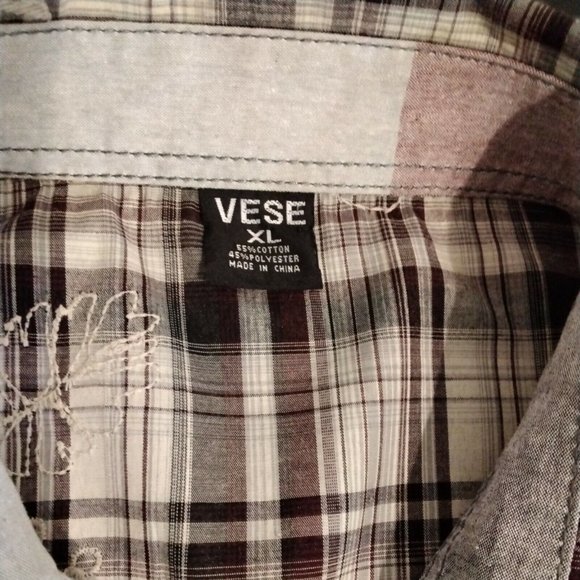 VESE
XL
55%COTTON
45%POLYESTER
MADE IN CHINA